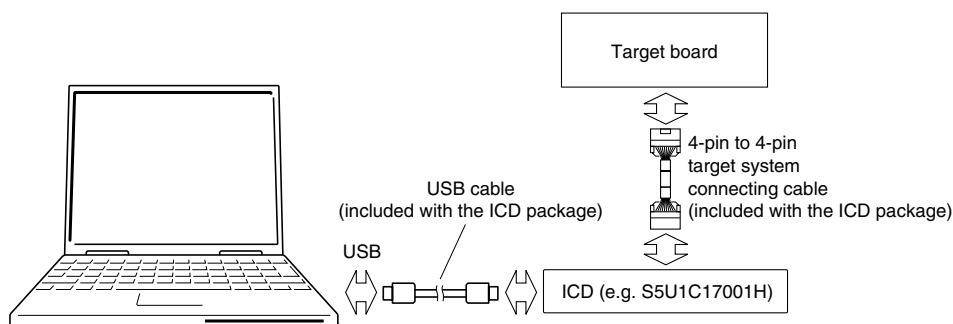 Target board
4-pin to 4-pin
target system
connecting cable
(included with the ICD package)
USB cable
(included with the ICD package)
USB
ICD (e.g. S5U1C17001H)